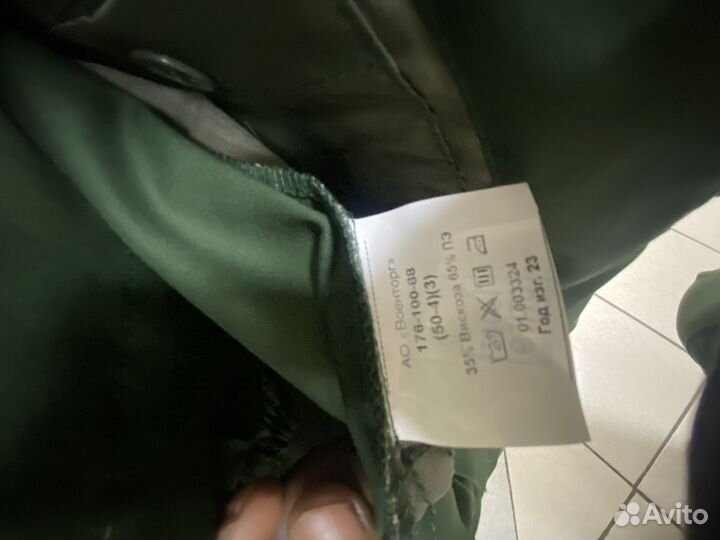 АО «Военторг»
176-100-88
(50-4)(3)
35% Вискоза 65% ПЭ
01.003324
Год изг. 23
Avito